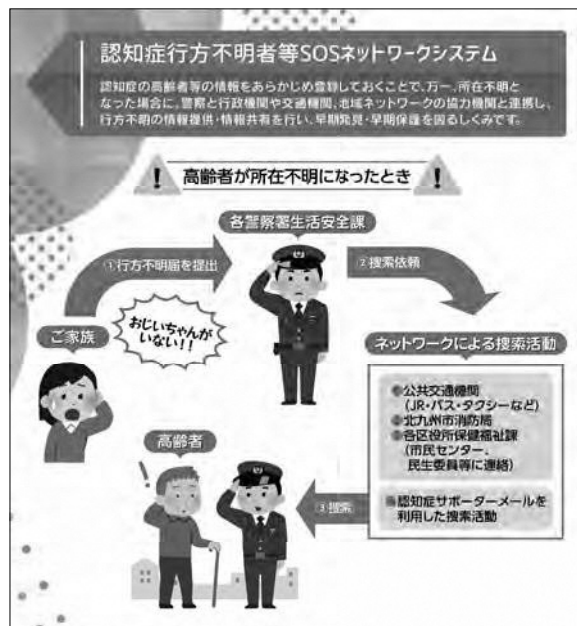 認知症行方不明者等SOSネットワークシステム
認知症の高齢者等の情報をあらかじめ登録しておくことで、万一、所在不明と
なった場合に、警察と行政機関や交通機関、地域ネットワークの協力機関と連携し、
行方不明の情報提供・情報共有を行い、早期発見・早期保護を図るしくみです。
! 高齢者が所在不明になったとき !
各警察署生活安全課
①行方不明届を提出
②捜索依頼
ご家族
おじいちゃんが
いない!!
ネットワークによる捜索活動
❶公共交通機関
(JR・バス・タクシーなど)
❷北九州市消防局
❸各区役所保健福祉課
(市民センター、
民生委員等に連絡)
※認知症サポーターメールを
利用した捜索活動
③捜索
高齢者
!